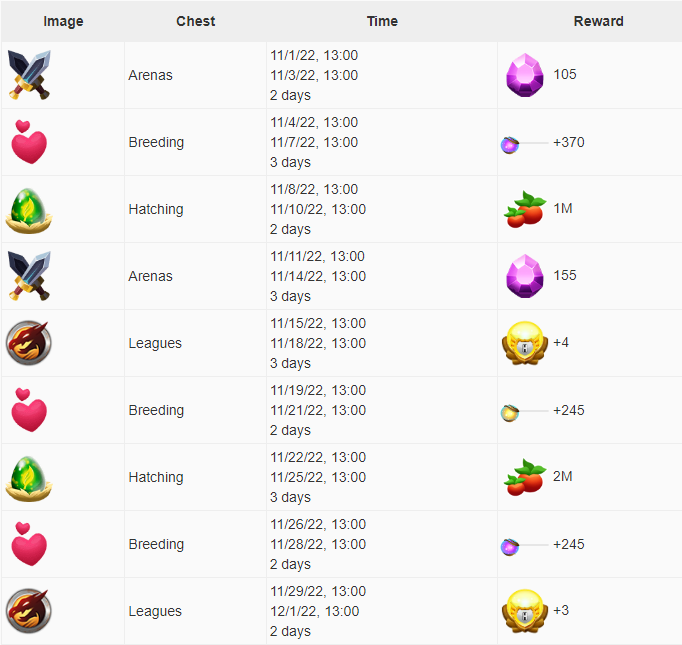 Image Chest Time Reward
Arenas
11/1/22, 13:00
11/3/22, 13:00
2 days
105
Breeding
11/4/22, 13:00
11/7/22, 13:00
3 days
+370
Hatching
11/8/22, 13:00
11/10/22, 13:00
2 days
1M
Arenas
11/11/22, 13:00
11/14/22, 13:00
3 days
155
Leagues
11/15/22, 13:00
11/18/22, 13:00
3 days
+4
Breeding
11/19/22, 13:00
11/21/22, 13:00
2 days
+245
Hatching
11/22/22, 13:00
11/25/22, 13:00
3 days
2M
Breeding
11/26/22, 13:00
11/28/22, 13:00
2 days
+245
Leagues
11/29/22, 13:00
12/1/22, 13:00
2 days
+3